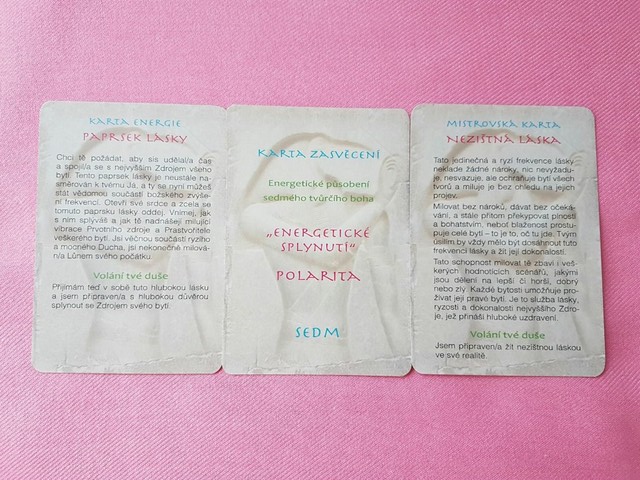 KARTA ENERGIE
PAPRSEK LÁSKY
Chci tě požádat, aby sis udělal/a čas
a spojil/a se s nejvyšším Zdrojem všeho
bytí. Tento paprsek lásky je neustále na-
směrován k tvému Já, a ty se nyní můžeš
stát vědomou součástí božského zvýše-
ní frekvencí. Otevři své srdce a zcela se
tomuto paprsku lásky oddej. Vnímej, jak
s ním splýváš a jak tě nadnášejí milující
vibrace Prvotního zdroje a Prastvořitele
veškerého bytí. Jsi věčnou součástí ryzího
a mocného Ducha, jsi nekonečně milová-
n/a Lůnem svého počátku.
Volání tvé duše
Přijímám teď v sobě tuto hlubokou lásku
a jsem připraven/a s hlubokou důvěrou
splynout se Zdrojem svého bytí.
KARTA ZASVĚCENÍ
Energetické působení
sedmého tvůrčího boha
„ENERGETICKÉ
SPLYNUTÍ“
POLARITA
SEDM
MISTROVSKÁ KARTA
NEZIŠTNÁ LÁSKA
Tato jedinečná a ryzí frekvence lásky
neklade žádné nároky, nic nevyžadu-
je, nesvazuje, ale ochraňuje bytí všech
tvorů a miluje je bez ohledu na jejich
projev.
Milovat bez nároků, dávat bez očeká-
vání, a stále přitom překypovat plností
a bohatstvím, neboť blaženost prostu-
puje celé bytí – to je to, oč tu jde. Tvým
úsilím by vždy mělo být dosáhnout tuto
frekvenci lásky a žít její dokonalostí.
Tato schopnost milovat tě zbaví i veš-
kerých hodnotících scénářů, jakými
jsou dělení na lepší či horší, dobrý
nebo zlý. Každé bytosti umožňuje pro-
žívat její pravé bytí. Je to služba lásky,
ryzosti a dokonalosti nejvyššího Zdro-
je, jež přináší hluboké uzdravení.
Volání tvé duše
Jsem připraven/a žít nezištnou láskou
ve své realitě.